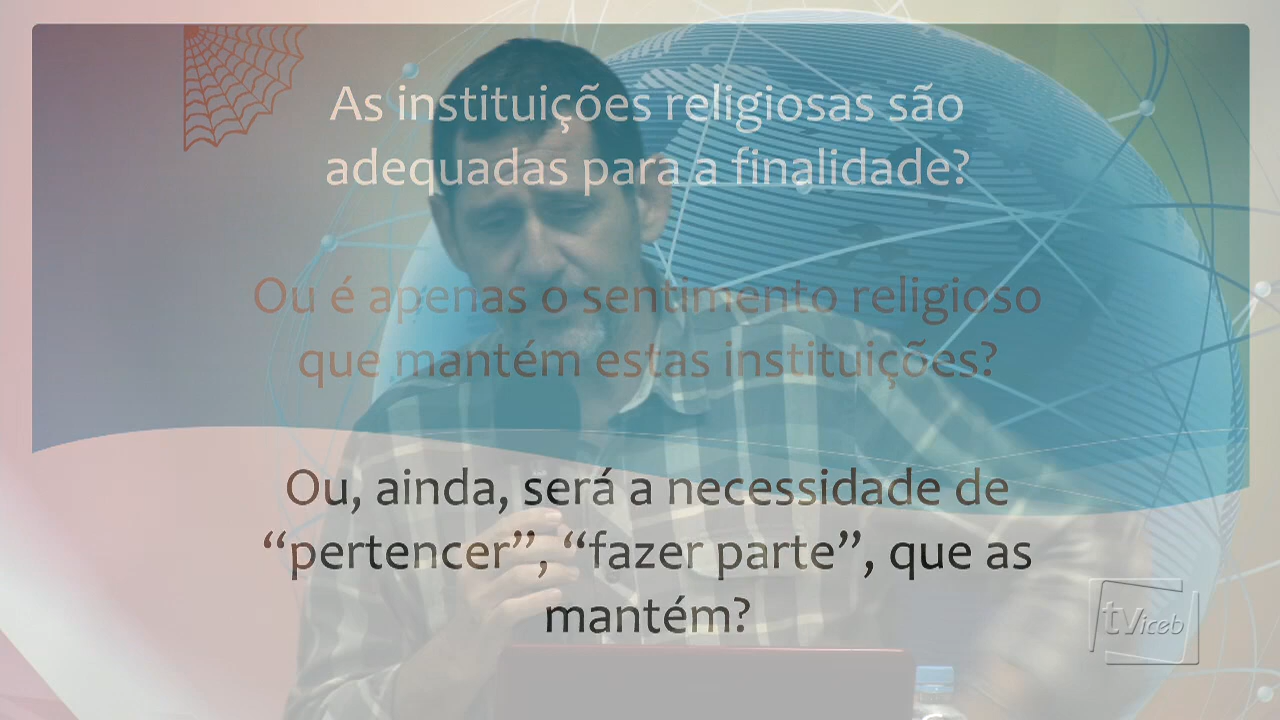 As instituições religiosas são
adequadas para a finalidade?
Ou é apenas o sentimento religioso
que mantém estas instituições?
Ou, ainda, será a necessidade de
“pertencer”, “fazer parte”, que as
mantém?
tViceb